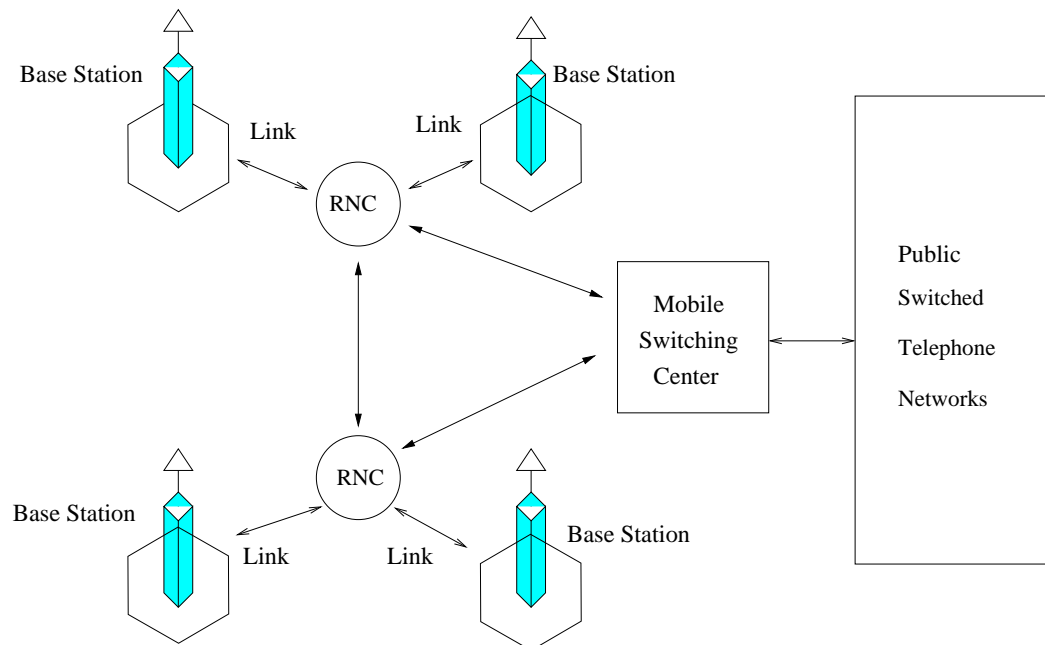 Base Station
Base Station
Link
Link
RNC
Public
Switched
Telephone
Networks
Mobile
Switching
Center
RNC
Base Station
Base Station
Link
Link